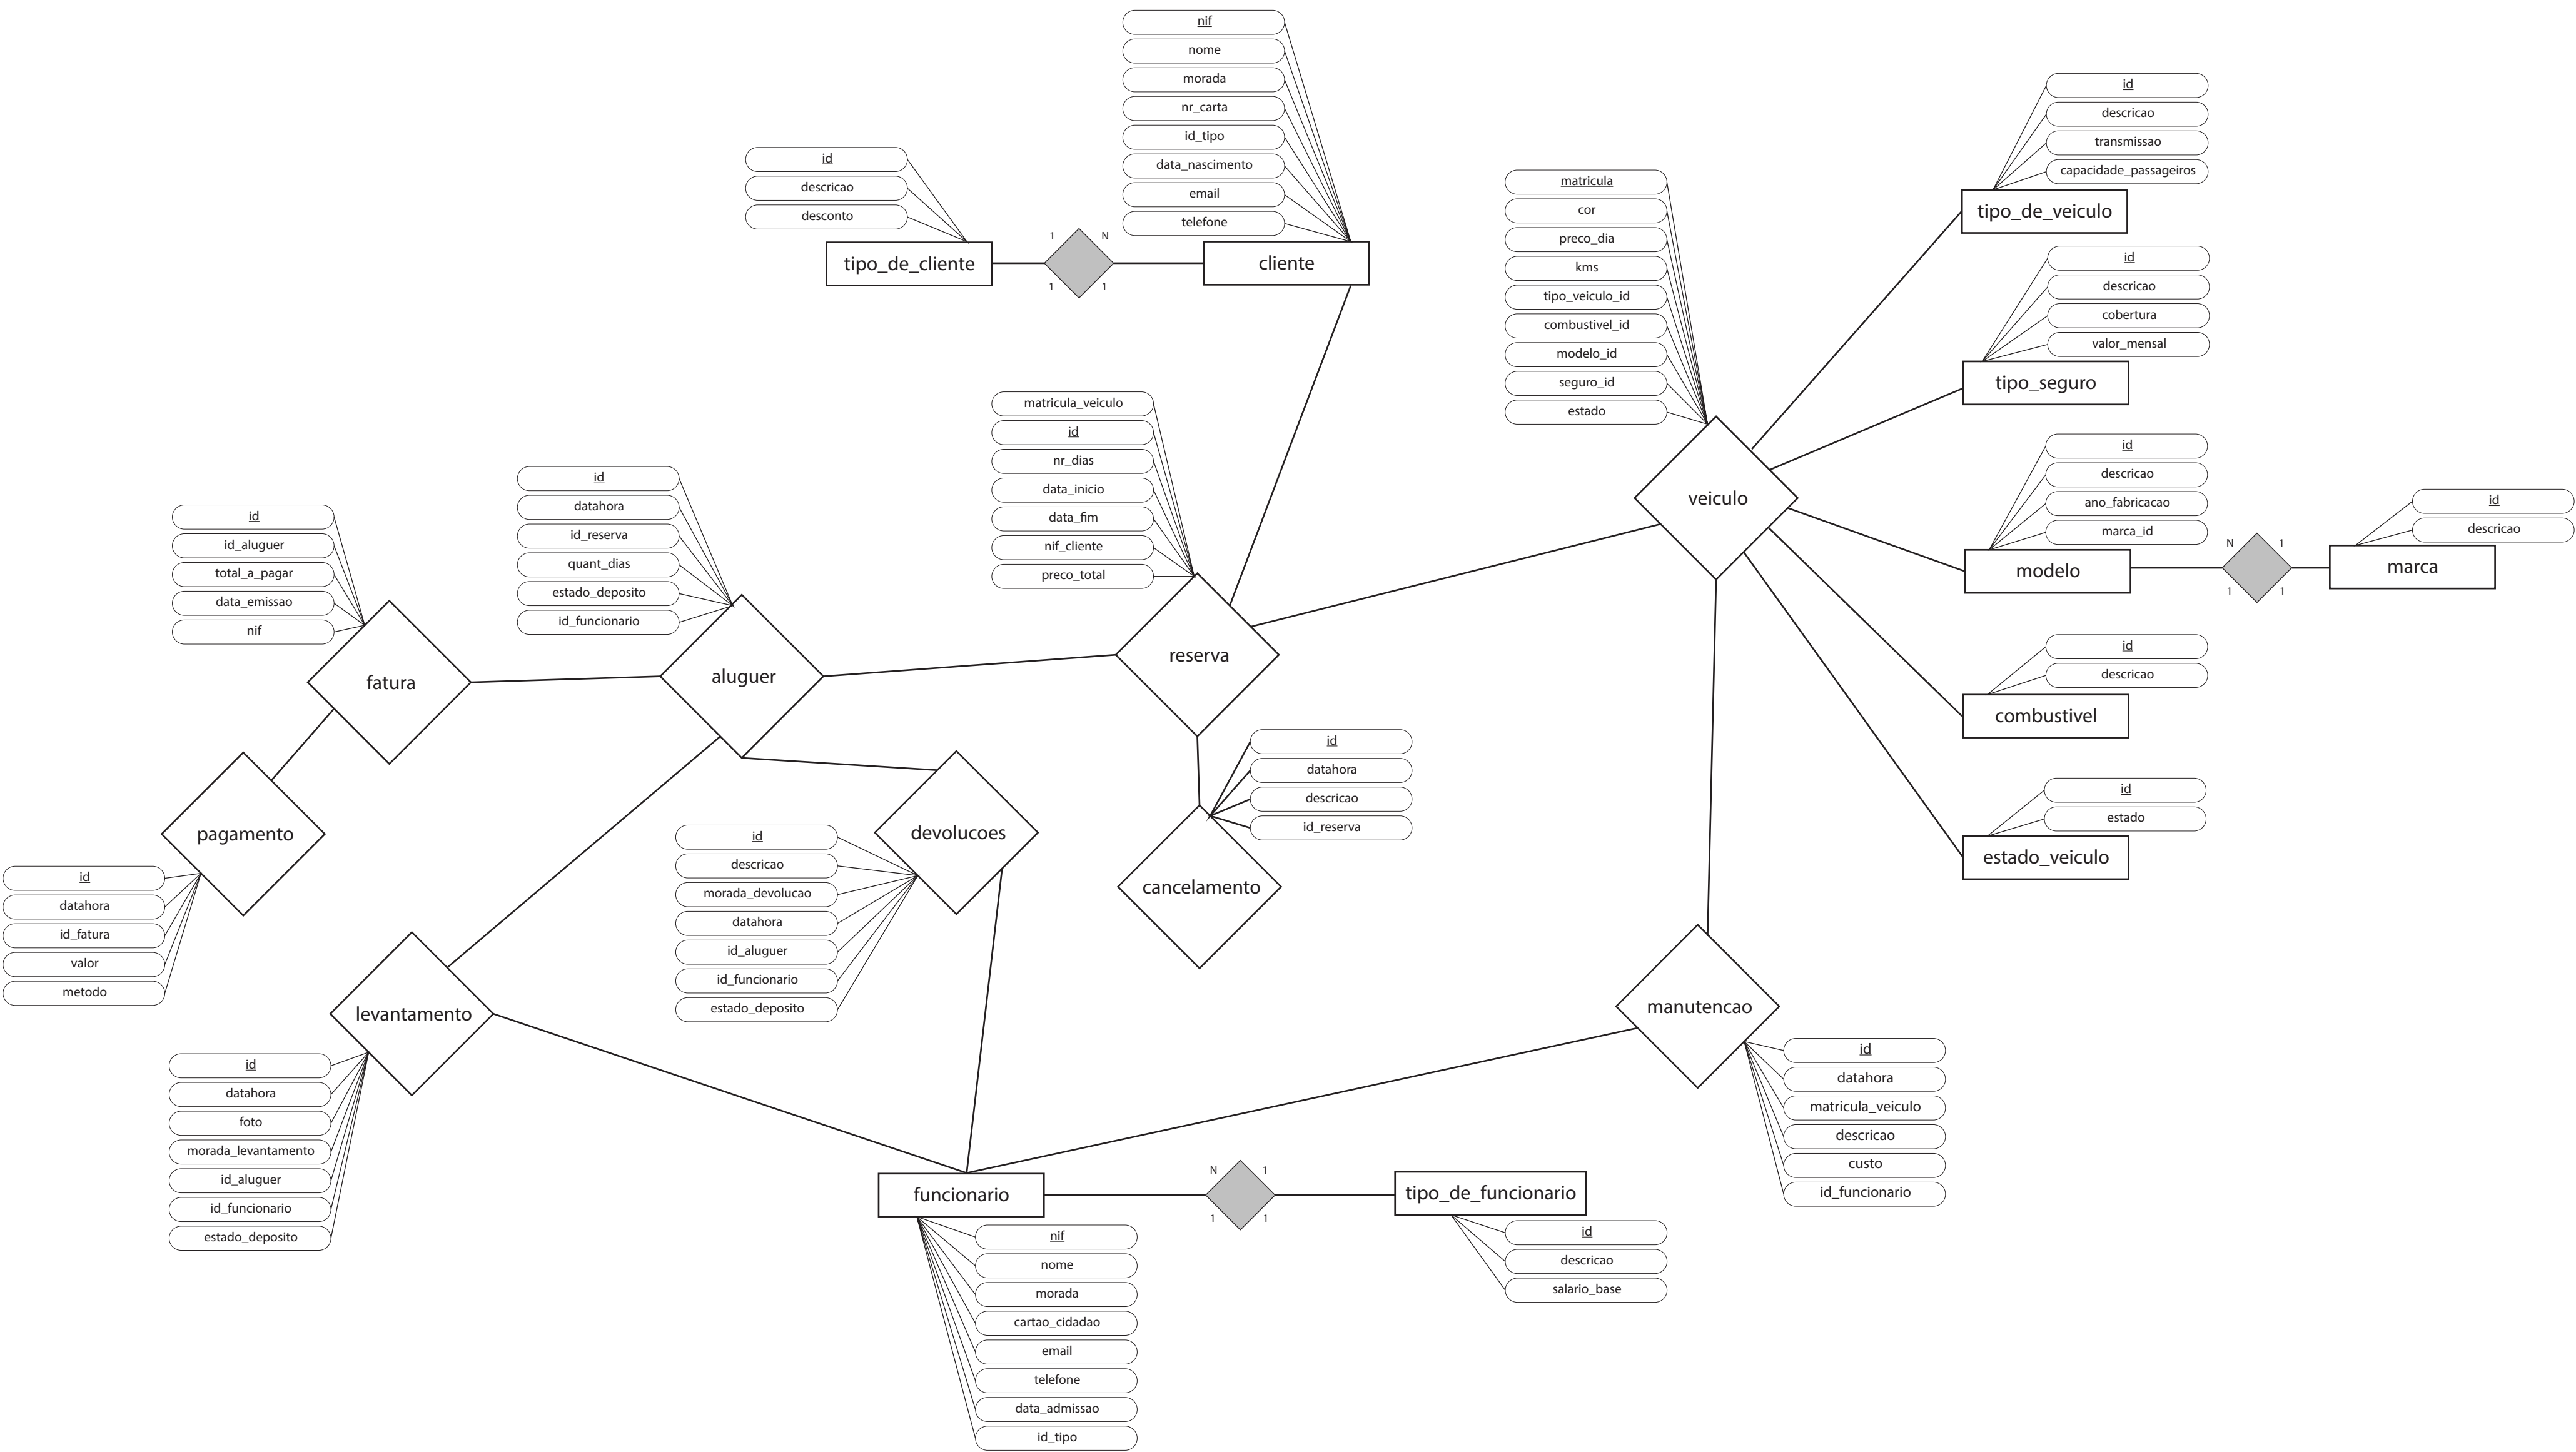 nif
nome
morada
nr_carta
id_tipo
data_nascimento
email
telefone
cliente
id
descricao
desconto
tipo_de_cliente
1
N
1
1
matricula
cor
preco_dia
kms
tipo_veiculo_id
combustivel_id
modelo_id
seguro_id
estado
veiculo
id
descricao
transmissao
capacidade_passageiros
tipo_de_veiculo
id
descricao
cobertura
valor_mensal
tipo_seguro
id
descricao
ano_fabricacao
marca_id
modelo
N
1
1
1
id
descricao
marca
id
descricao
combustivel
id
estado
estado_veiculo
matricula_veiculo
id
nr_dias
data_inicio
data_fim
nif_cliente
preco_total
reserva
id
datahora
id_reserva
quant_dias
estado_deposito
id_funcionario
aluguer
id
id_aluguer
total_a_pagar
data_emissao
nif
fatura
pagamento
id
datahora
id_fatura
valor
metodo
devolucoes
id
descricao
morada_devolucao
datahora
id_aluguer
id_funcionario
estado_deposito
id
datahora
descricao
id_reserva
cancelamento
levantamento
id
datahora
foto
morada_levantamento
id_aluguer
id_funcionario
estado_deposito
manutencao
id
datahora
matricula_veiculo
descricao
custo
id_funcionario
funcionario
N
1
1
1
tipo_de_funcionario
id
descricao
salario_base
nif
nome
morada
cartao_cidadao
email
telefone
data_admissao
id_tipo